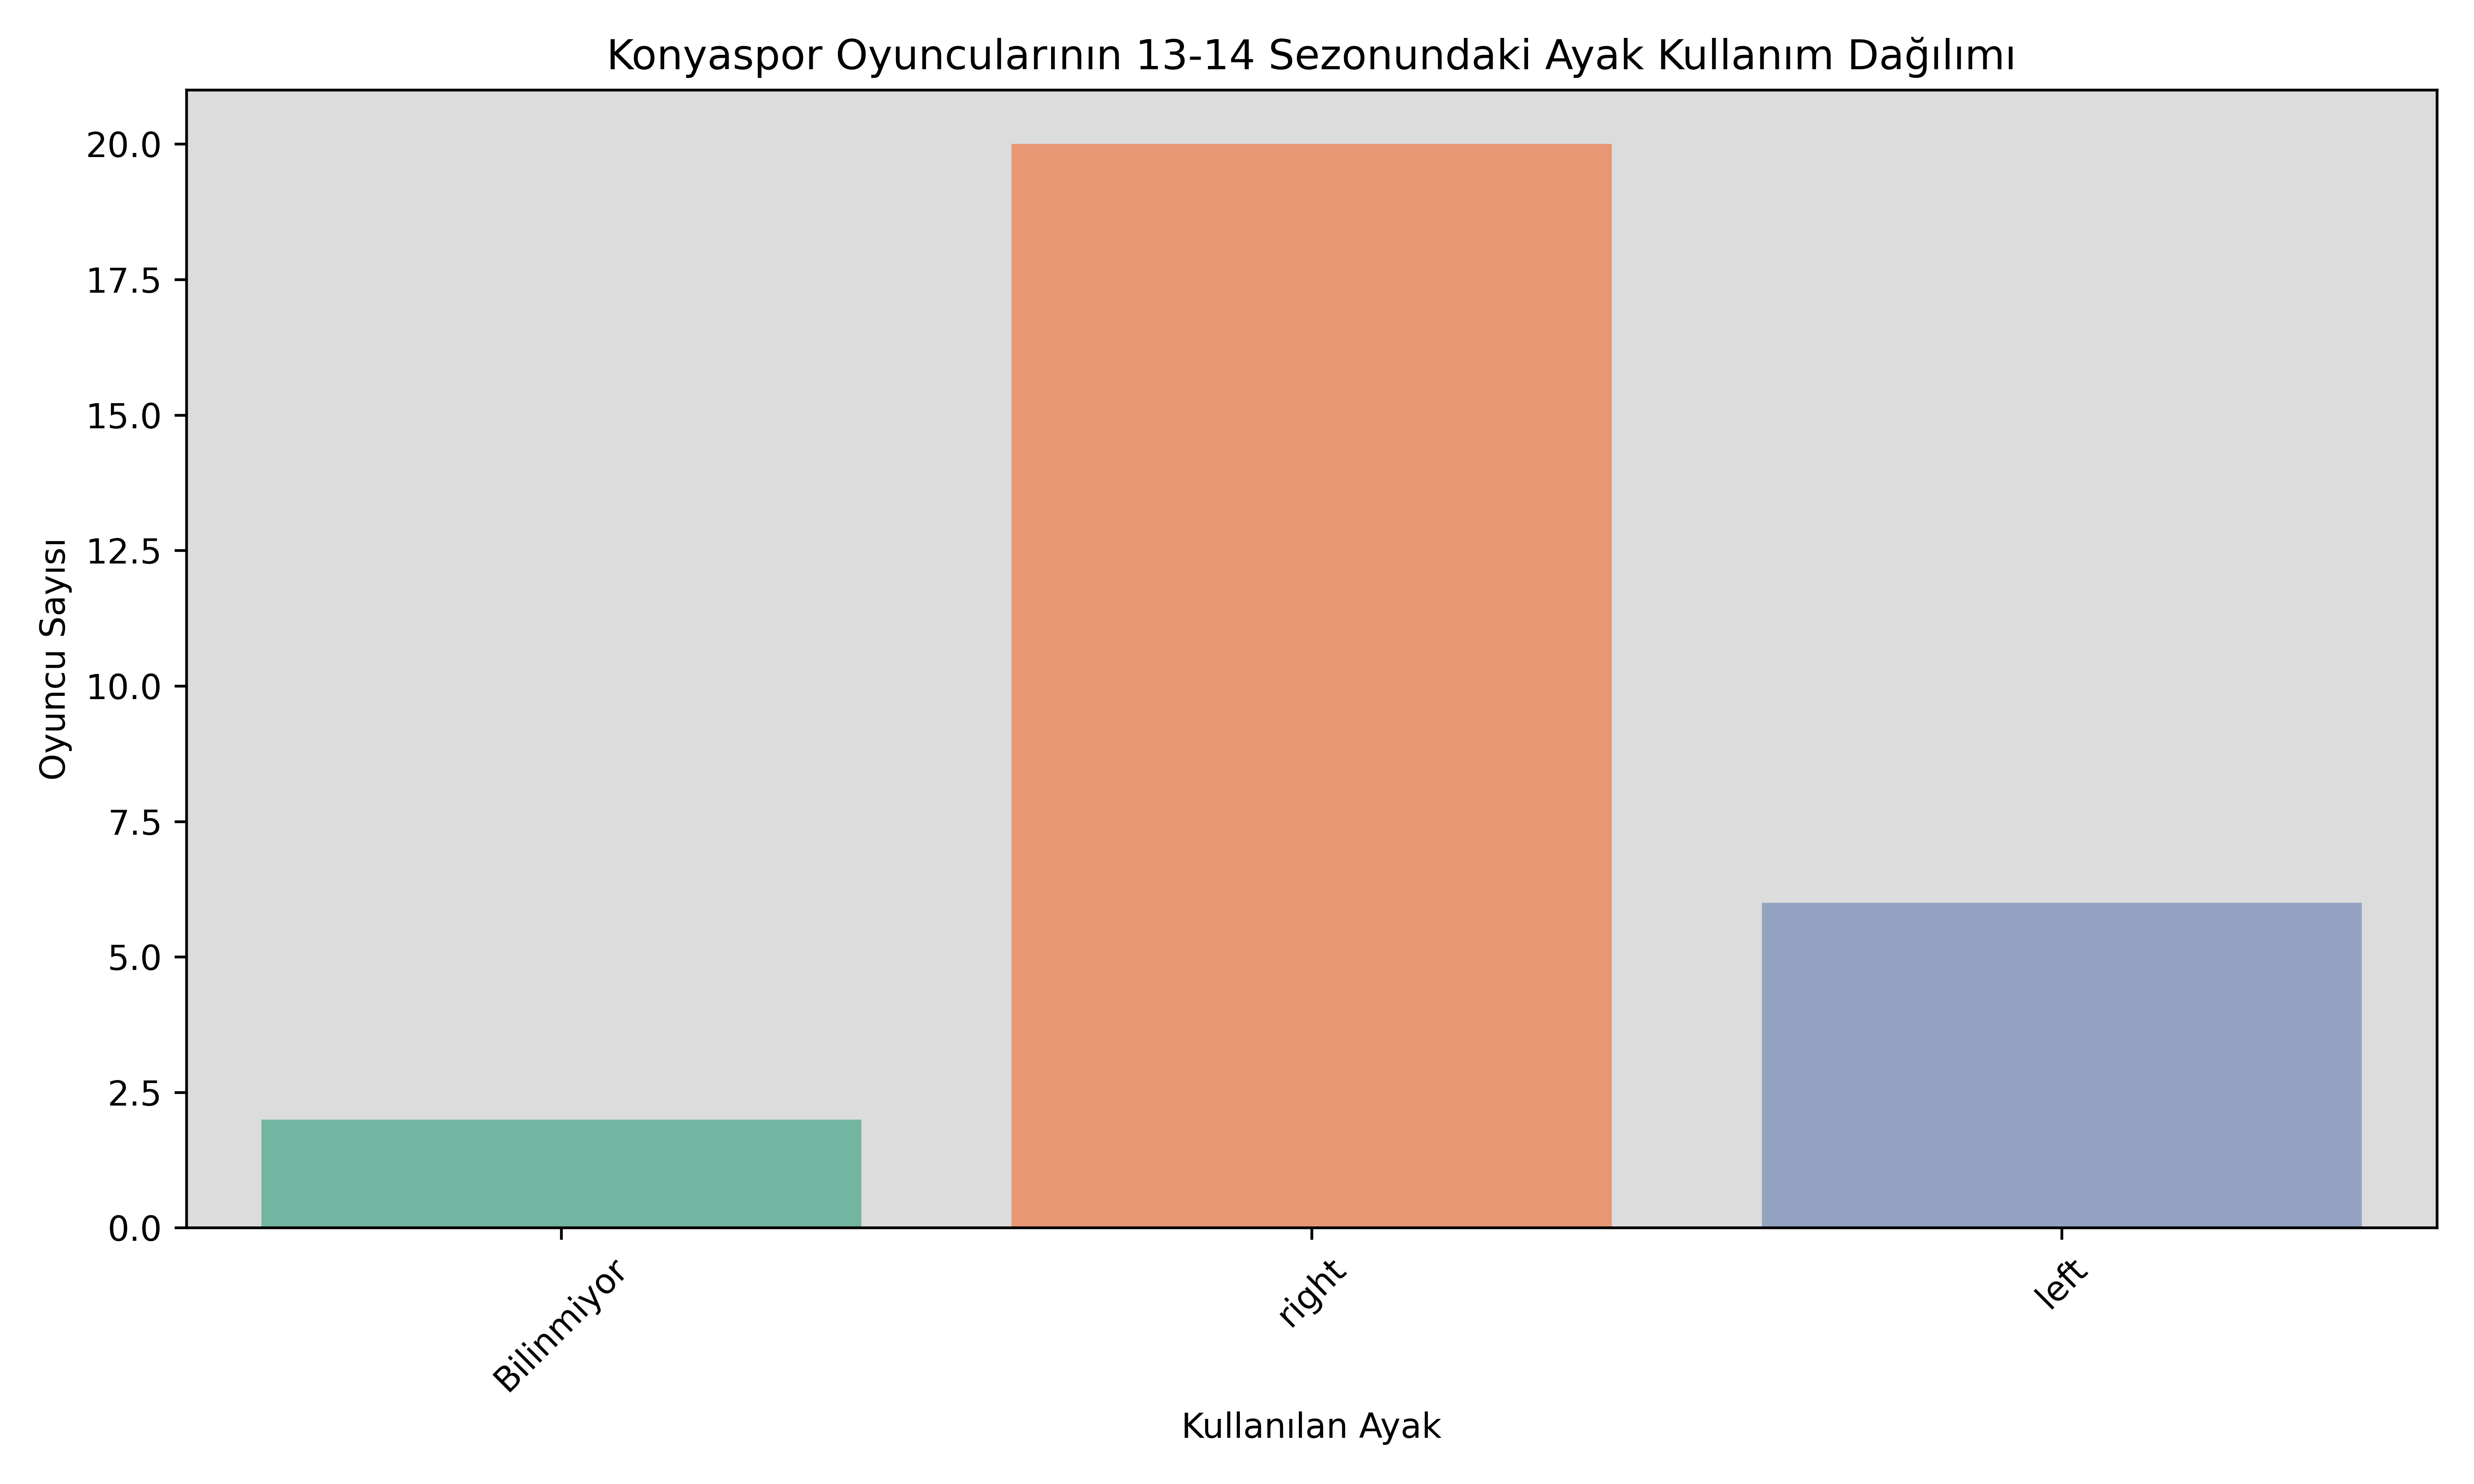 Konyaspor Oyuncularının 13-14 Sezonundaki Ayak Kullanım Dağılımı
Oyuncu Sayısı
20.0
17.5
15.0
12.5
10.0
7.5
5.0
2.5
0.0
Bilinmiyor
right
left
Kullanılan Ayak